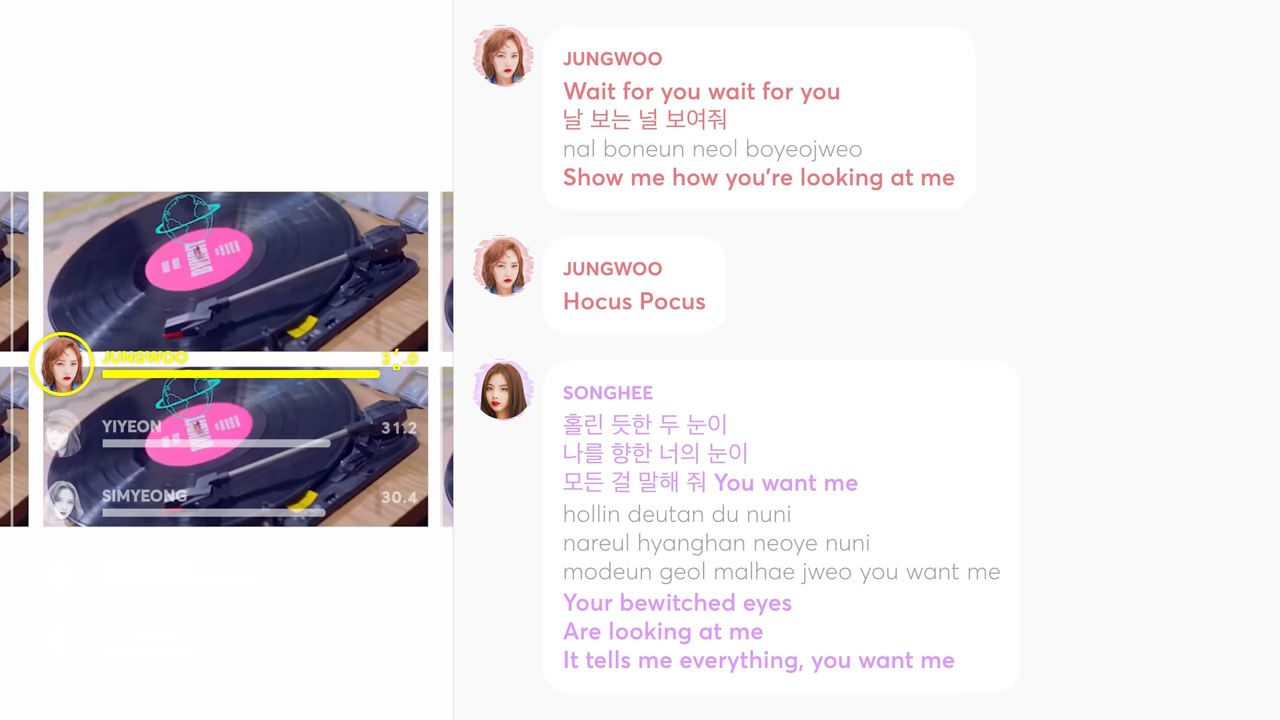 JUNGWOO
YIYEON
31.2
SIMYEONG
30.4
JUNGWOO
Wait for you wait for you
날 보는 널 보여줘
nal boneun neol boyeojweo
Show me how you're looking at me
JUNGWOO
Hocus Pocus
SONGHEE
홀린 듯한 두 눈이
나를 향한 너의 눈이
모든 걸 말해 줘 You want me
hollin deutan du nuni
nareul hyanghan neoye nuni
modeun geol malhae jweo you want me
Your bewitched eyes
Are looking at me
It tells me everything, you want me